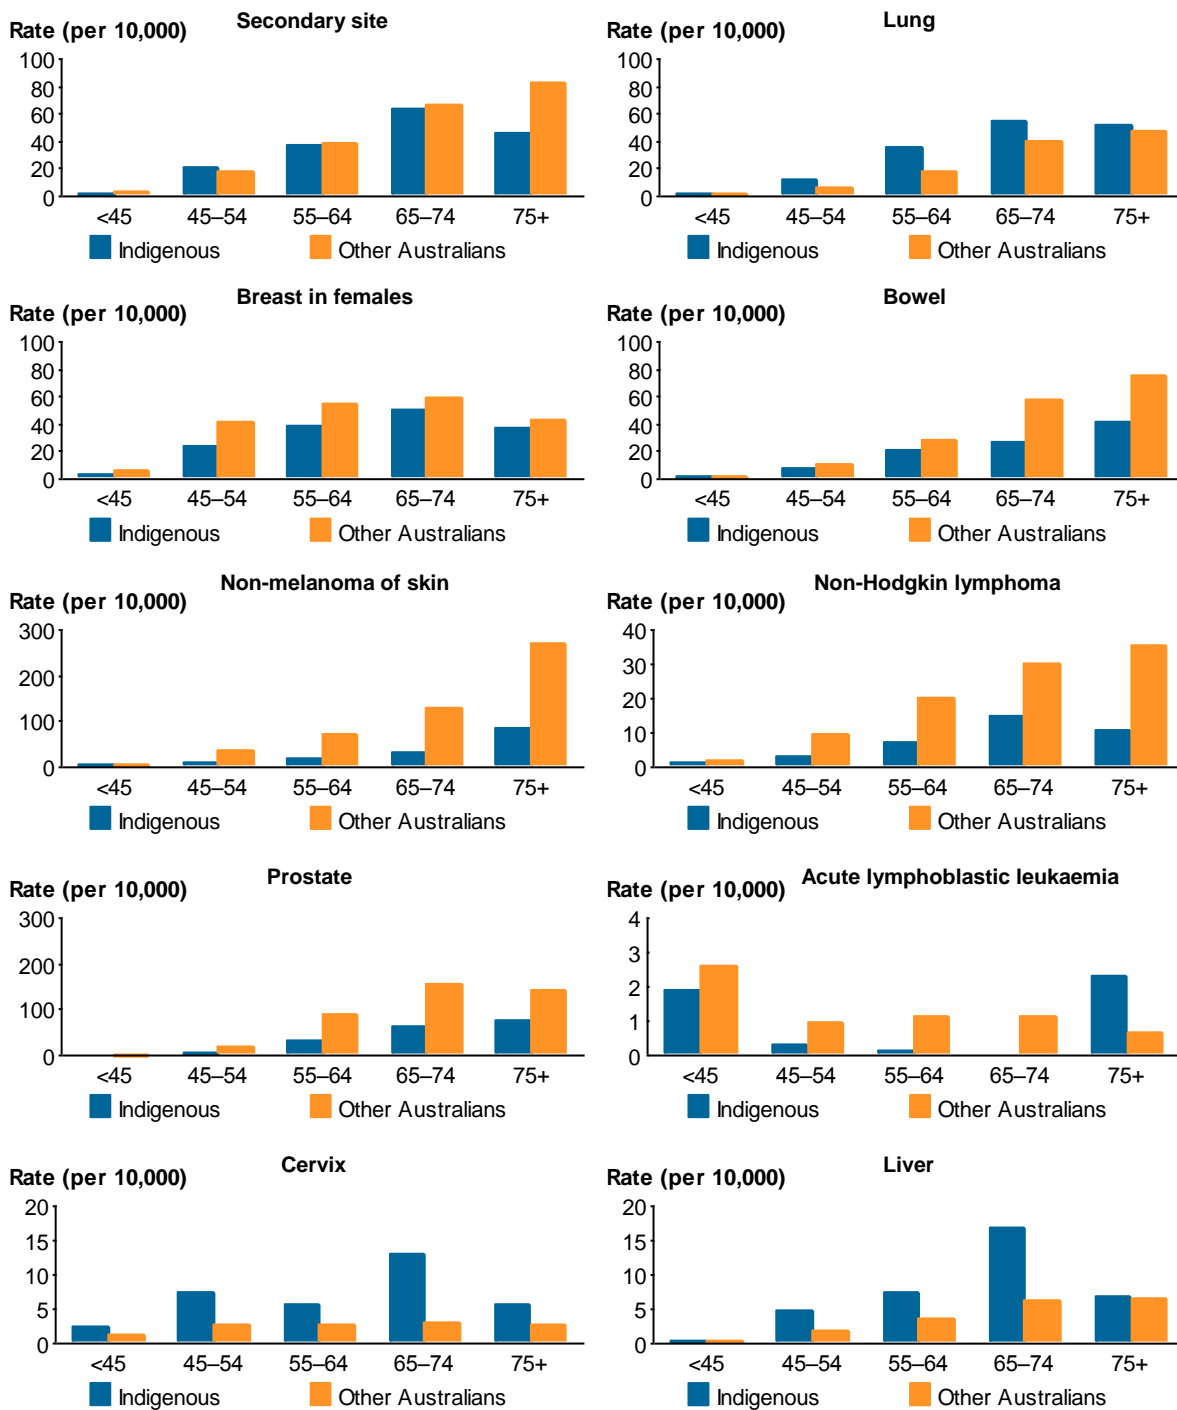 Secondary site
Rate (per 10,000)
100
80
60
40
20
0
<45 45–54 55–64 65–74 75+
Indigenous Other Australians
Lung
Rate (per 10,000)
100
80
60
40
20
0
<45 45–54 55–64 65–74 75+
Indigenous Other Australians
Breast in females
Rate (per 10,000)
100
80
60
40
20
0
<45 45–54 55–64 65–74 75+
Indigenous Other Australians
Bowel
Rate (per 10,000)
100
80
60
40
20
0
<45 45–54 55–64 65–74 75+
Indigenous Other Australians
Non-melanoma of skin
Rate (per 10,000)
300
200
100
0
<45 45–54 55–64 65–74 75+
Indigenous Other Australians
Non-Hodgkin lymphoma
Rate (per 10,000)
40
30
20
10
0
<45 45–54 55–64 65–74 75+
Indigenous Other Australians
Prostate
Rate (per 10,000)
300
200
100
0
<45 45–54 55–64 65–74 75+
Indigenous Other Australians
Acute lymphoblastic leukaemia
Rate (per 10,000)
4
3
2
1
0
<45 45–54 55–64 65–74 75+
Indigenous Other Australians
Cervix
Rate (per 10,000)
20
15
10
5
0
<45 45–54 55–64 65–74 75+
Indigenous Other Australians
Liver
Rate (per 10,000)
20
15
10
5
0
<45 45–54 55–64 65–74 75+
Indigenous Other Australians